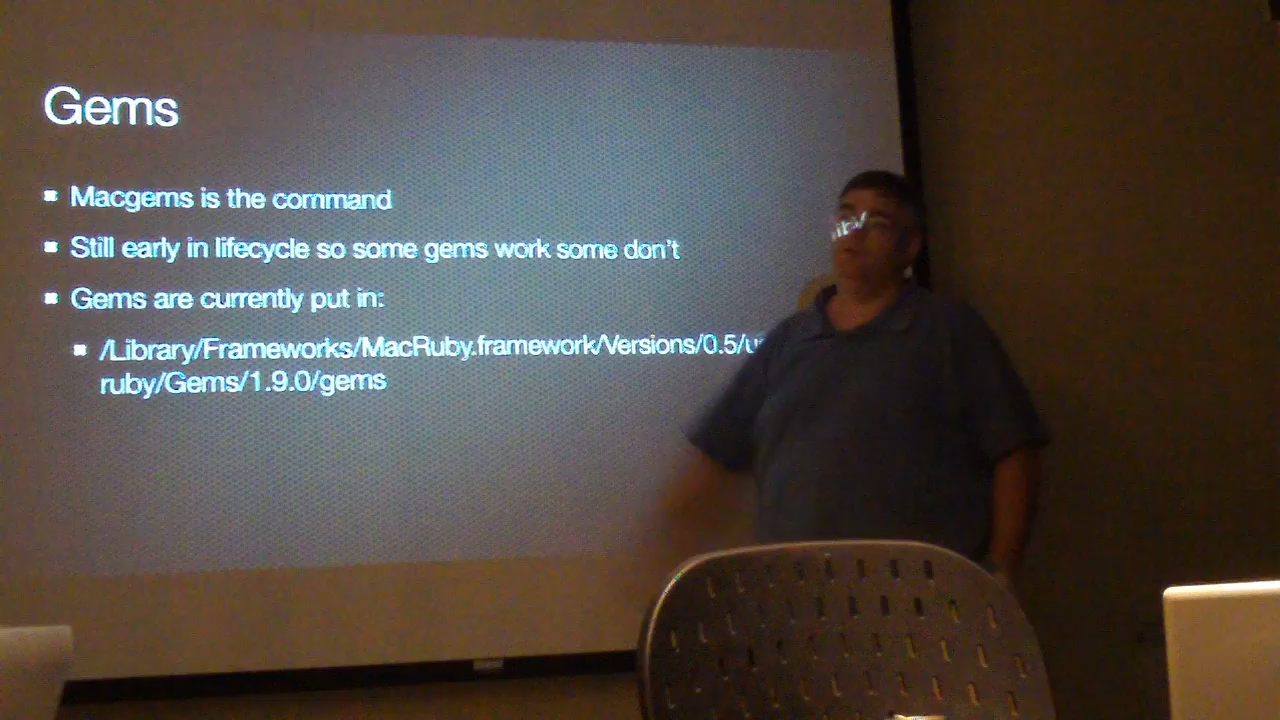 Gems
Macgems is the command
Still early in lifecycle so some gems work some don't
Gems are currently put in:
/Library/Frameworks/MacRuby.framework/Versions/0.5/u
ruby/Gems/1.9.0/gems